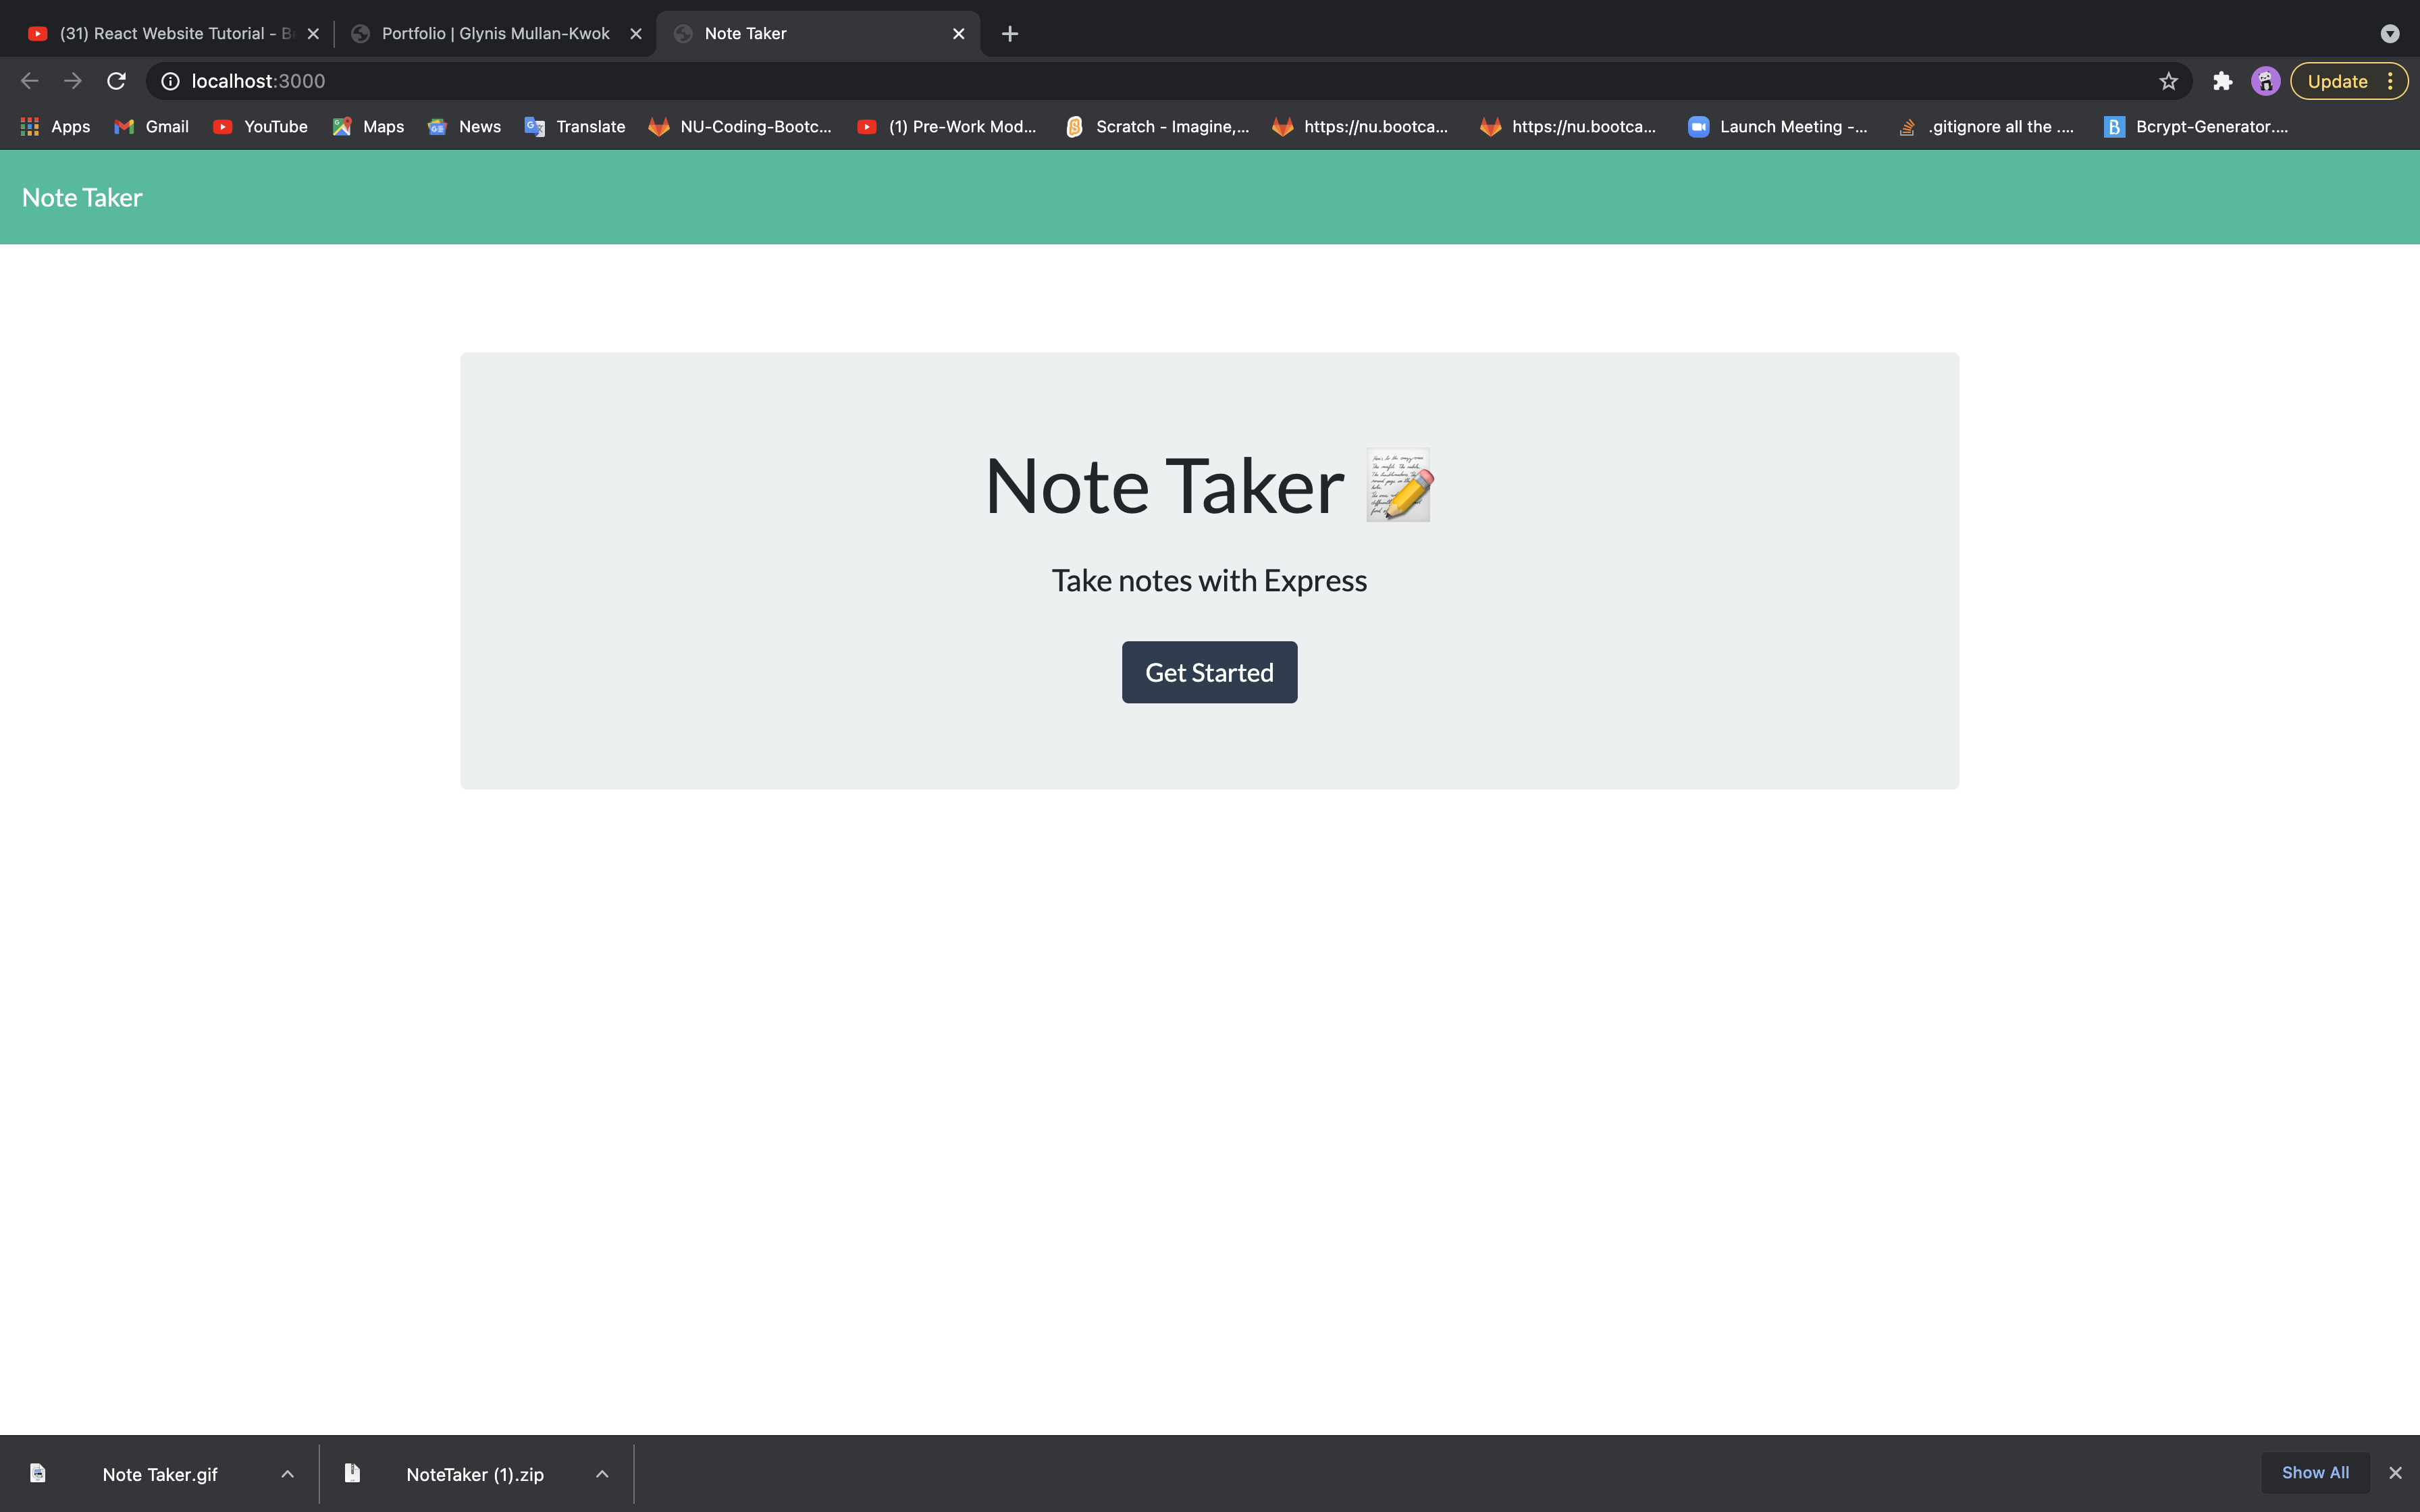 (31) React Website Tutorial - B
Portfolio | Glynis Mullan-Kwok
Note Taker
localhost:3000
Update
Apps
Gmail
YouTube
Maps
News
Translate
NU-Coding-Bootc...
(1) Pre-Work Mod...
Scratch - Imagine,...
https://nu.bootca...
https://nu.bootca...
Launch Meeting -...
.gitignore all the ....
Bcrypt-Generator....
Note Taker
Note Taker
Take notes with Express
Get Started
Note Taker.gif
NoteTaker (1).zip
Show All